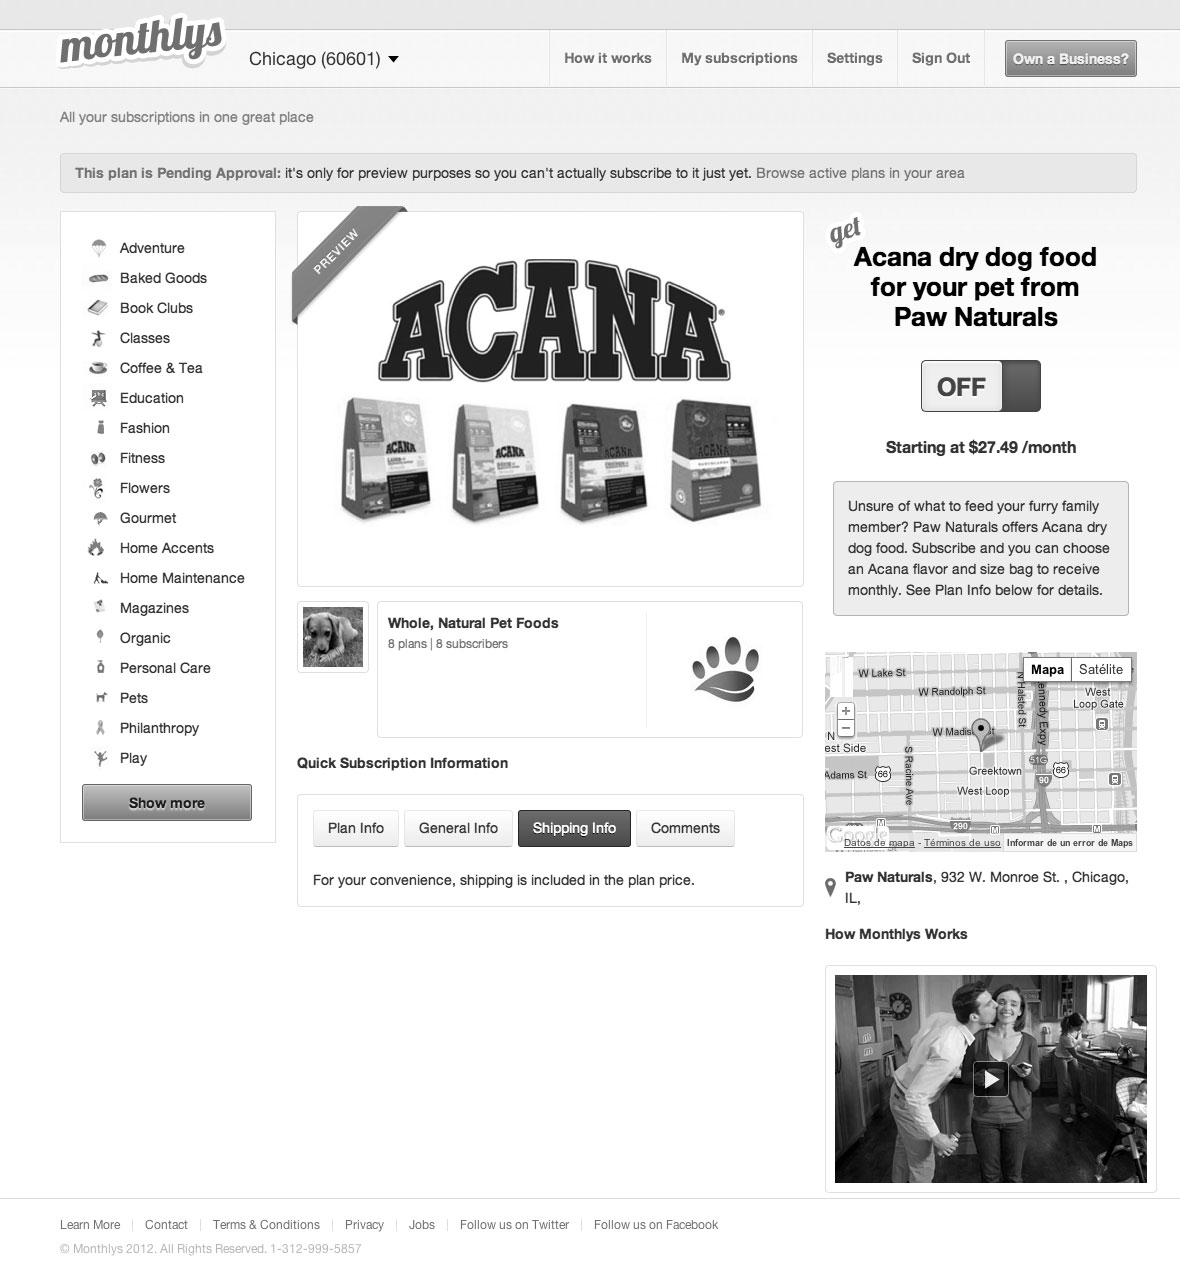 monthlys
Chicago (60601)
How it works
My subscriptions
Settings
Sign Out
Own a Business?
All your subscriptions in one great place
This plan is Pending Approval: it's only for preview purposes so you can't actually subscribe to it just yet. Browse active plans in your area
Adventure
Baked Goods
Book Clubs
Classes
Coffee & Tea
Education
Fashion
Fitness
Flowers
Gourmet
Home Accents
Home Maintenance
Magazines
Organic
Personal Care
Pets
Philanthropy
Play
Show more
PREVIEW
ACANA
ACANA
ACANA
ACANA
ACANA
Whole, Natural Pet Foods
8 plans | 8 subscribers
Quick Subscription Information
Plan Info
General Info
Shipping Info
Comments
For your convenience, shipping is included in the plan price.
get
Acana dry dog food
for your pet from
Paw Naturals
OFF
Starting at $27.49 /month
Unsure of what to feed your furry family
member? Paw Naturals offers Acana dry
dog food. Subscribe and you can choose
an Acana flavor and size bag to receive
monthly. See Plan Info below for details.
Mapa
Satélite
W Lake St
W Randolph St
N Halsted St
Kennedy Expy
West
Loop Gate
N
est Side
Adams St
66
S Racine Ave
Greektown
51G
66
90
West Loop
290
Google
Datos de mapa - Términos de uso
Informar de un error de Maps
Paw Naturals, 932 W. Monroe St. , Chicago,
IL,
How Monthlys Works
Learn More
Contact
Terms & Conditions
Privacy
Jobs
Follow us on Twitter
Follow us on Facebook
© Monthlys 2012. All Rights Reserved. 1-312-999-5857